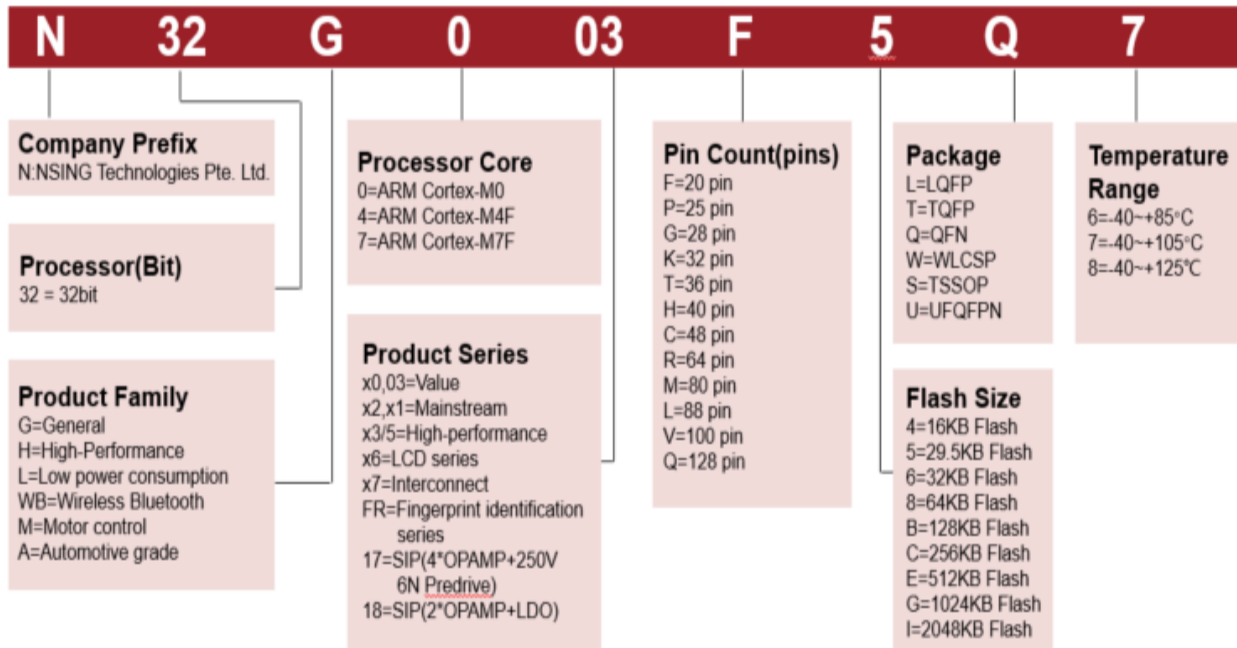 N 32 G 0 03 F 5 Q 7
Company Prefix
N:NSING Technologies Pte. Ltd.
Processor(Bit)
32 = 32bit
Product Family
G=General
H=High-Performance
L=Low power consumption
WB=Wireless Bluetooth
M=Motor control
A=Automotive grade
Processor Core
0=ARM Cortex-M0
4=ARM Cortex-M4F
7=ARM Cortex-M7F
Product Series
x0,03=Value
x2,x1=Mainstream
x3/5=High-performance
x6=LCD series
x7=Interconnect
FR=Fingerprint identification
series
17=SIP(4*OPAMP+250V
6N Predrive)
18=SIP(2*OPAMP+LDO)
Pin Count(pins)
F=20 pin
P=25 pin
G=28 pin
K=32 pin
T=36 pin
H=40 pin
C=48 pin
R=64 pin
M=80 pin
L=88 pin
V=100 pin
Q=128 pin
Package
L=LQFP
T=TQFP
Q=QFN
W=WLCSP
S=TSSOP
U=UFQFPN
Flash Size
4=16KB Flash
5=29.5KB Flash
6=32KB Flash
8=64KB Flash
B=128KB Flash
C=256KB Flash
E=512KB Flash
G=1024KB Flash
I=2048KB Flash
Temperature
Range
6=-40~+85°C
7=-40~+105°C
8=-40~+125℃